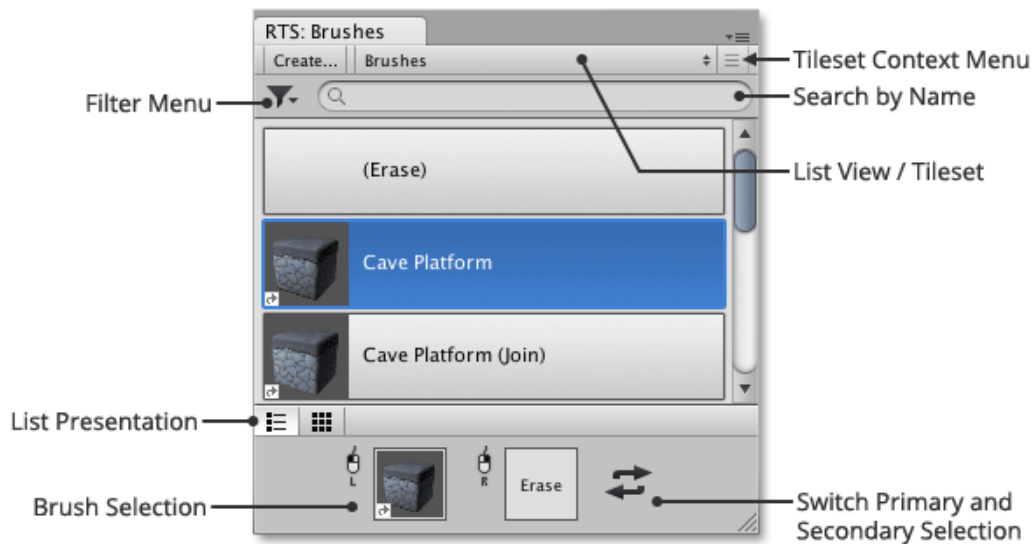 RTS: Brushes
Create...
Brushes
Tileset Context Menu
Filter Menu
Search by Name
(Erase)
List View / Tileset
Cave Platform
Cave Platform (Join)
List Presentation
L
R
Erase
Brush Selection
Switch Primary and
Secondary Selection